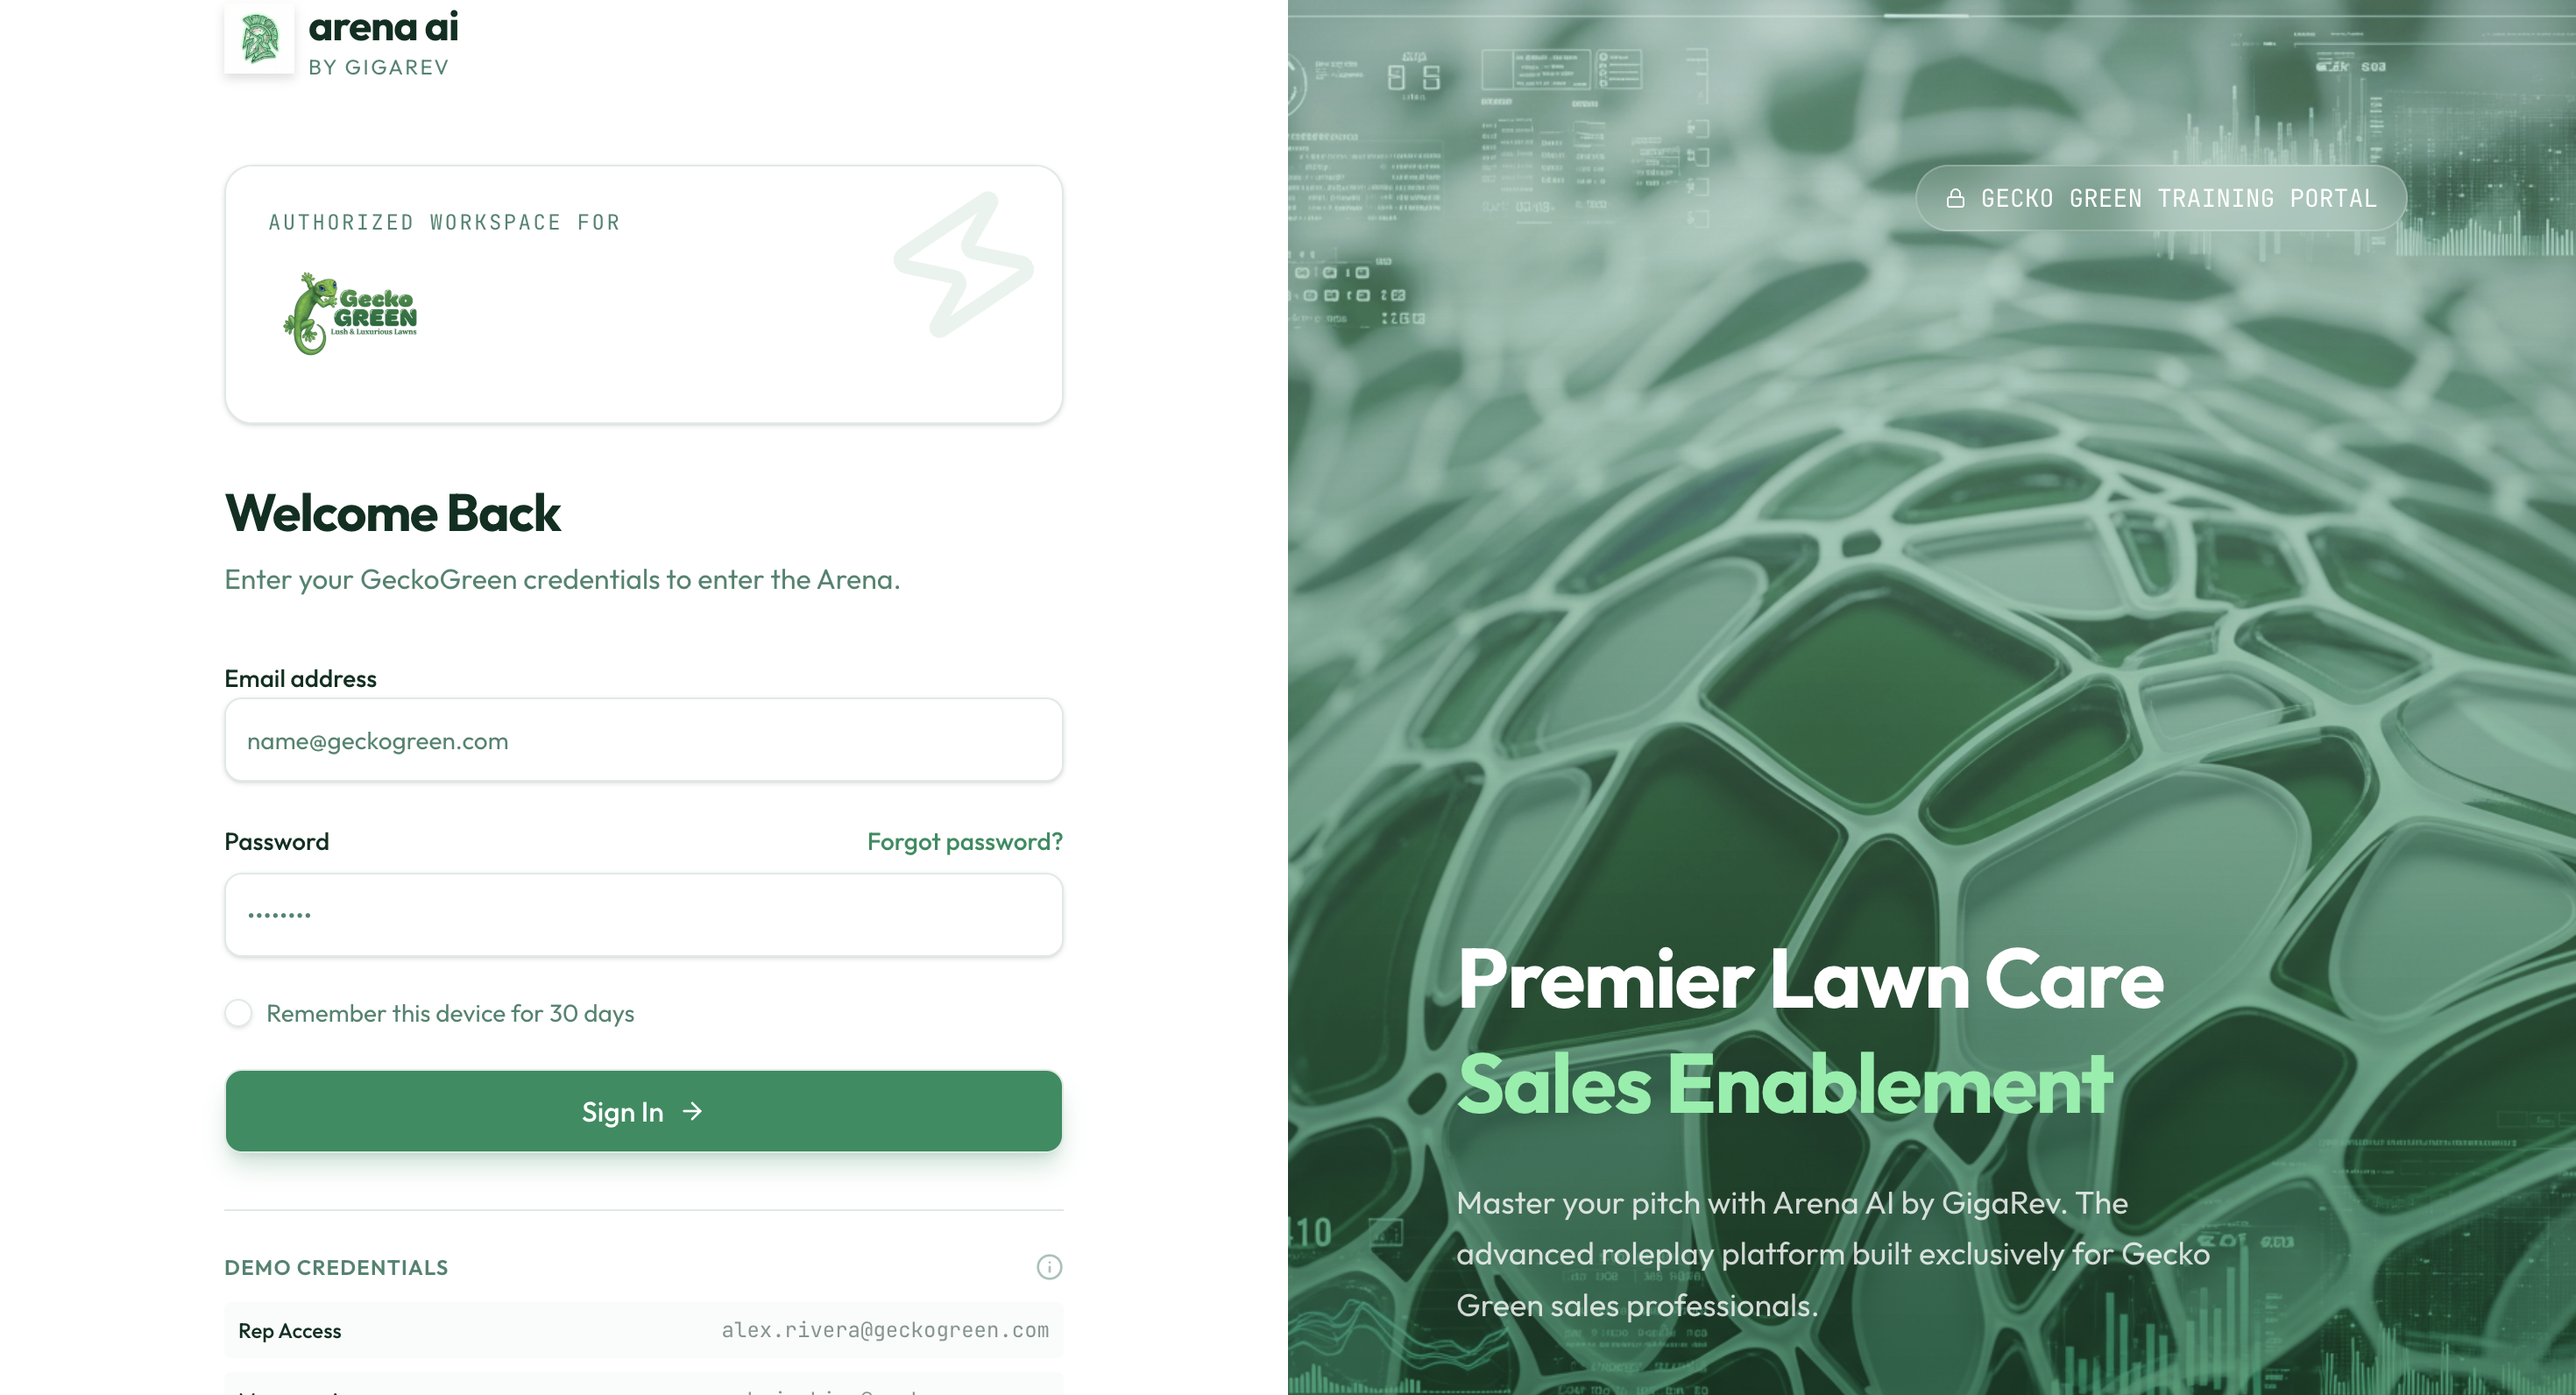 arena ai
BY GIGAREV
AUTHORIZED WORKSPACE FOR
Gecko
GREEN
Lush & Luxurious Lawns
Welcome Back
Enter your GeckoGreen credentials to enter the Arena.
Email address
name@geckogreen.com
Password
Forgot password?
••••••••
Remember this device for 30 days
Sign In →
DEMO CREDENTIALS
Rep Access
alex.rivera@geckogreen.com
GECKO GREEN TRAINING PORTAL
Premier Lawn Care
Sales Enablement
Master your pitch with Arena AI by GigaRev. The
advanced roleplay platform built exclusively for Gecko
Green sales professionals.